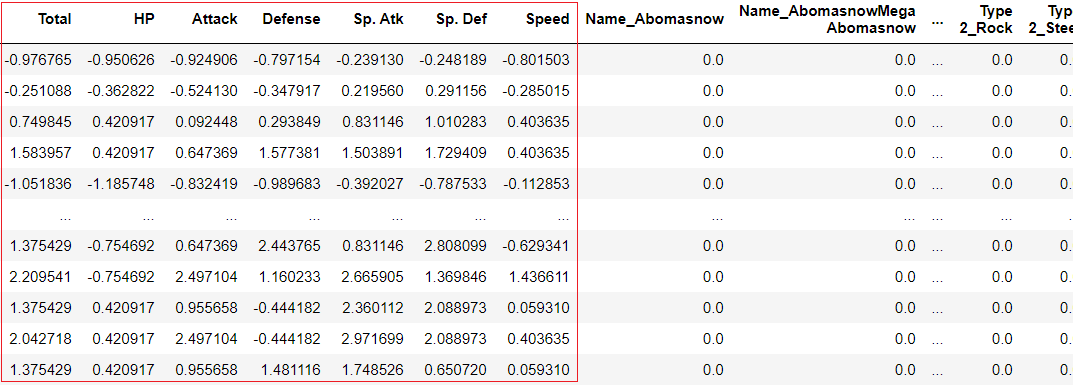 Total HP Attack Defense Sp. Atk Sp. Def Speed Name_Abomasnow Name_AbomasnowMega Abomasnow ... Type 2_Rock Typ 2_Stee
-0.976765 -0.950626 -0.924906 -0.797154 -0.239130 -0.248189 -0.801503 0.0 0.0 ... 0.0 0.
-0.251088 -0.362822 -0.524130 -0.347917 0.219560 0.291156 -0.285015 0.0 0.0 ... 0.0 0.
0.749845 0.420917 0.092448 0.293849 0.831146 1.010283 0.403635 0.0 0.0 ... 0.0 0.
1.583957 0.420917 0.647369 1.577381 1.503891 1.729409 0.403635 0.0 0.0 ... 0.0 0.
-1.051836 -1.185748 -0.832419 -0.989683 -0.392027 -0.787533 -0.112853 0.0 0.0 ... 0.0 0.
... ... ... ... ... ... ... ... ... ... ... ...
1.375429 -0.754692 0.647369 2.443765 0.831146 2.808099 -0.629341 0.0 0.0 ... 0.0 0.
2.209541 -0.754692 2.497104 1.160233 2.665905 1.369846 1.436611 0.0 0.0 ... 0.0 0.
1.375429 0.420917 0.955658 -0.444182 2.360112 2.088973 0.059310 0.0 0.0 ... 0.0 0.
2.042718 0.420917 2.497104 -0.444182 2.971699 2.088973 0.403635 0.0 0.0 ... 0.0 0.
1.375429 0.420917 0.955658 1.481116 1.748526 0.650720 0.059310 0.0 0.0 ... 0.0 0.